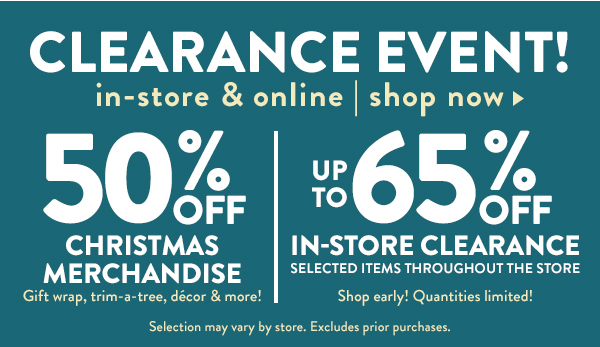 CLEARANCE EVENT!
in-store & online | shop now ▸
50% OFF
CHRISTMAS
MERCHANDISE
Gift wrap, trim-a-tree, décor & more!
UP TO 65% OFF
IN-STORE CLEARANCE
SELECTED ITEMS THROUGHOUT THE STORE
Shop early! Quantities limited!
Selection may vary by store. Excludes prior purchases.